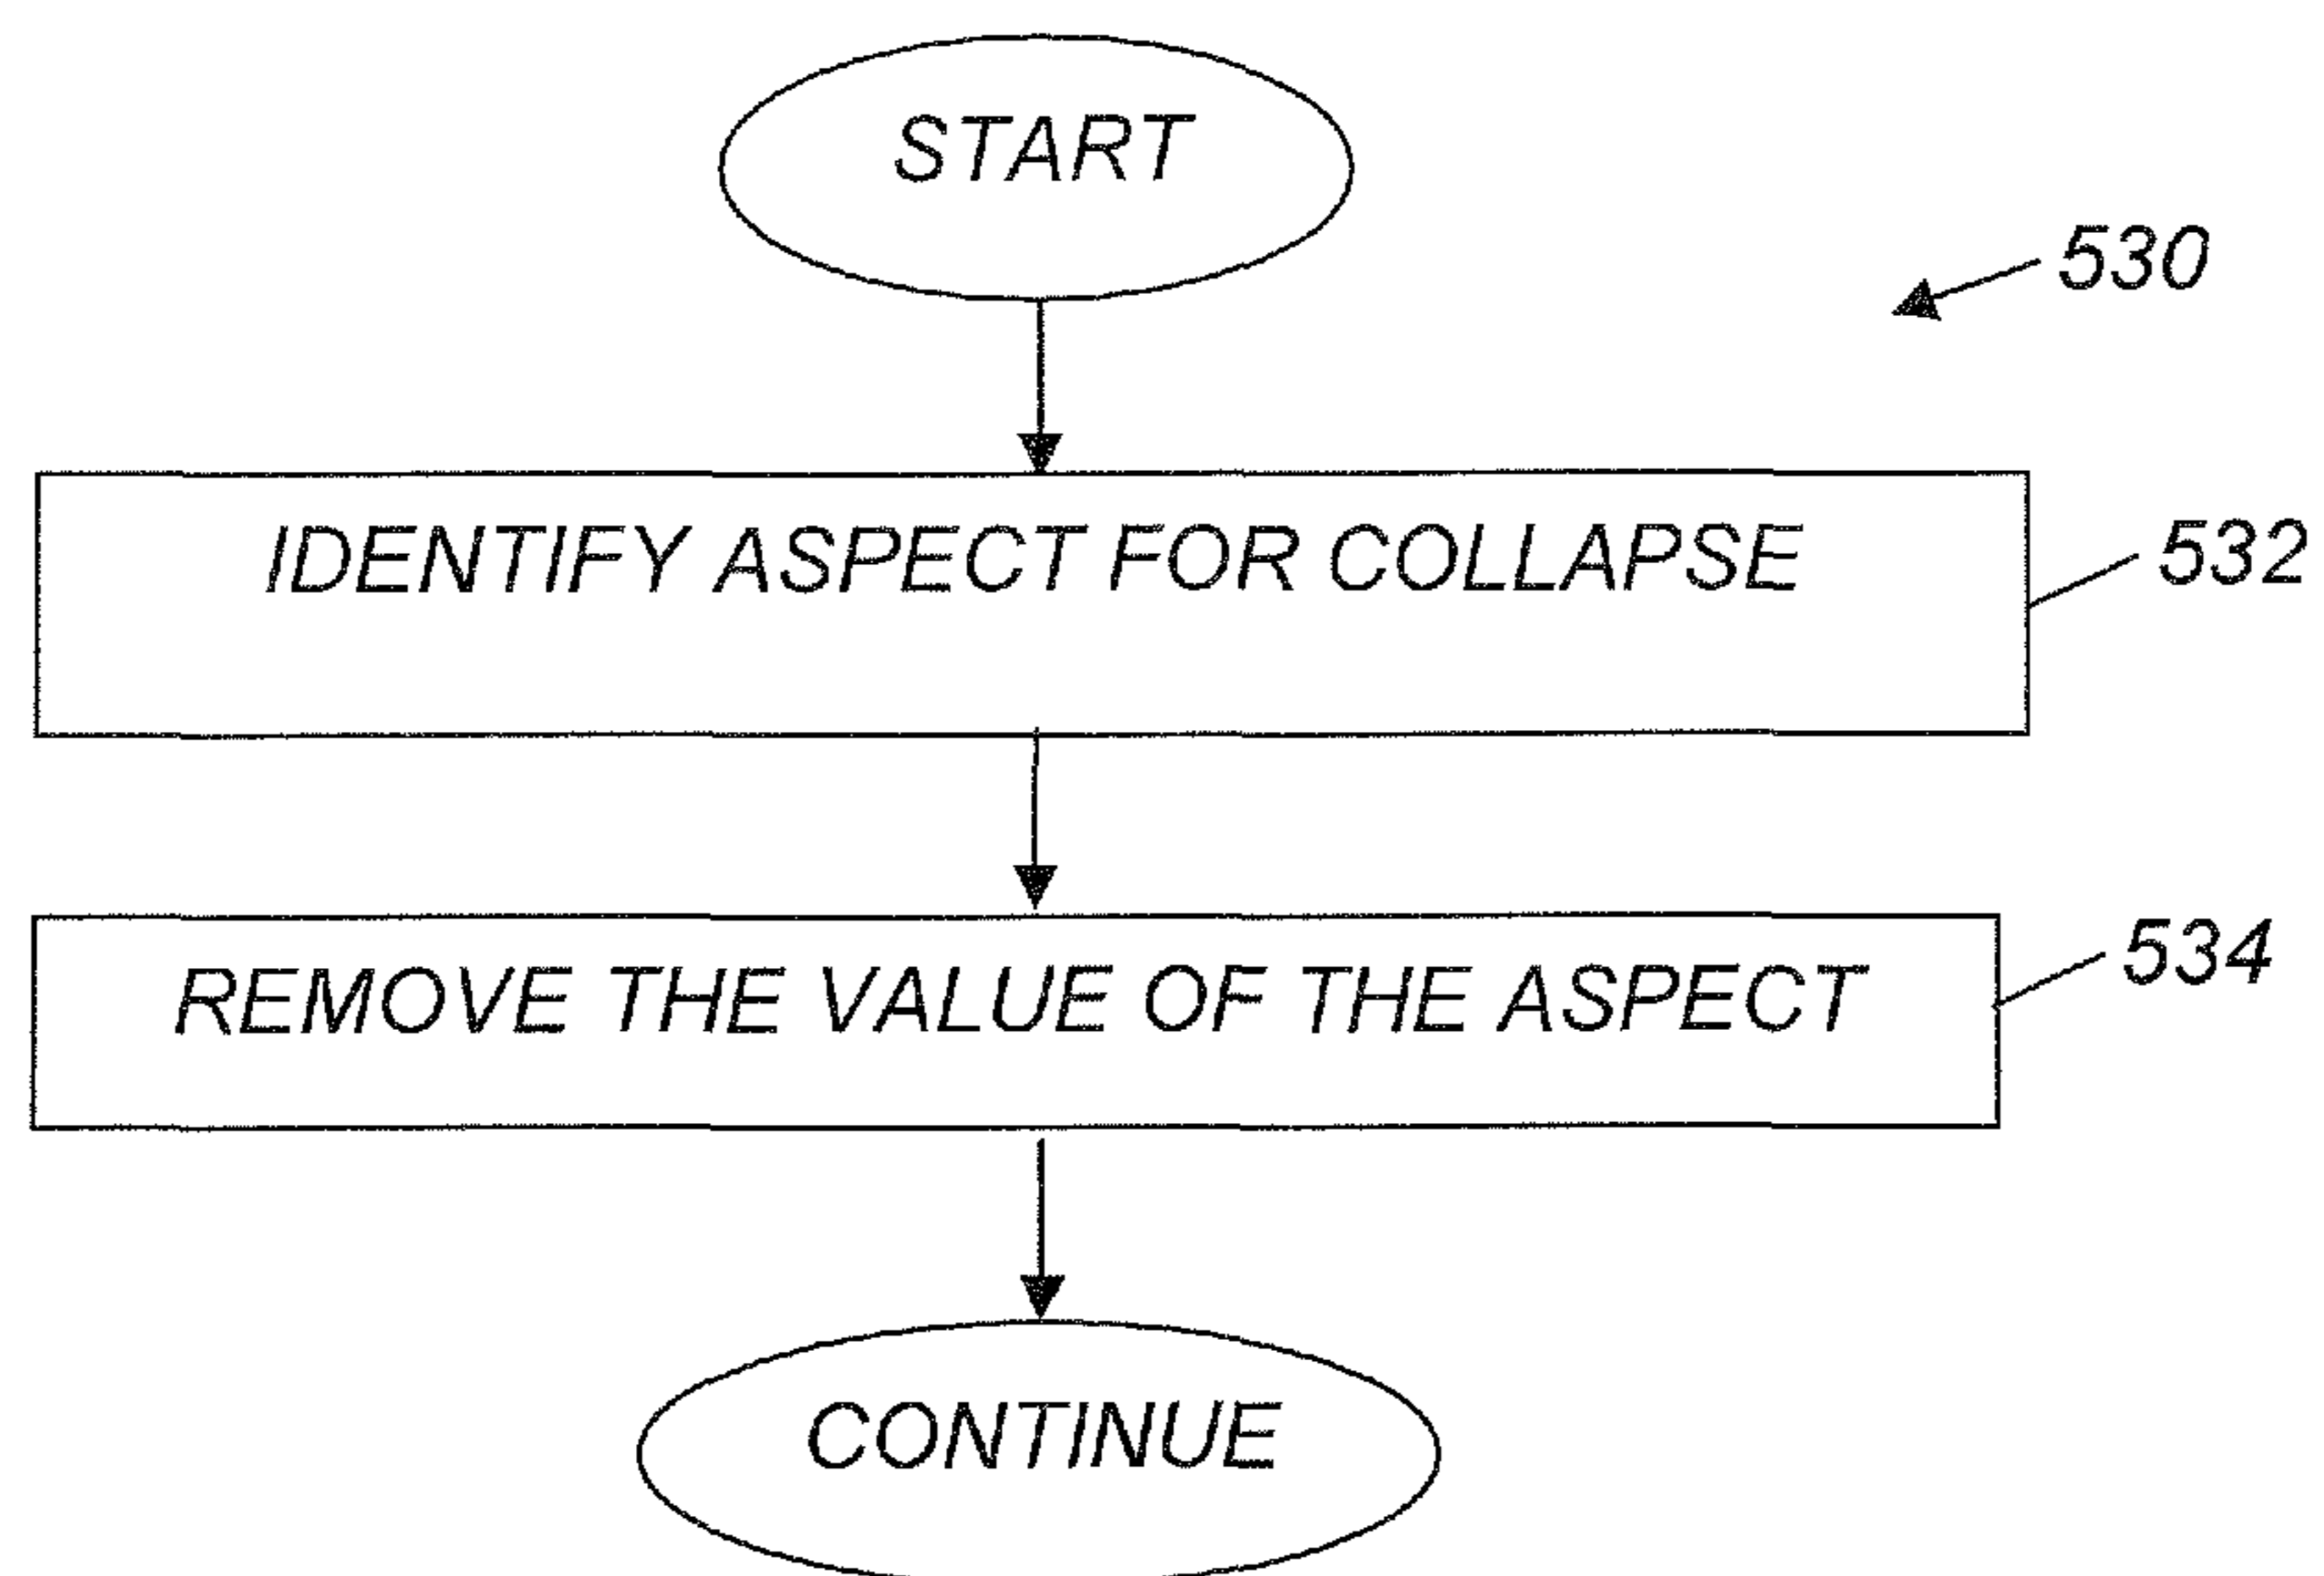 START
530
IDENTIFY ASPECT FOR COLLAPSE
532
REMOVE THE VALUE OF THE ASPECT
534
CONTINUE